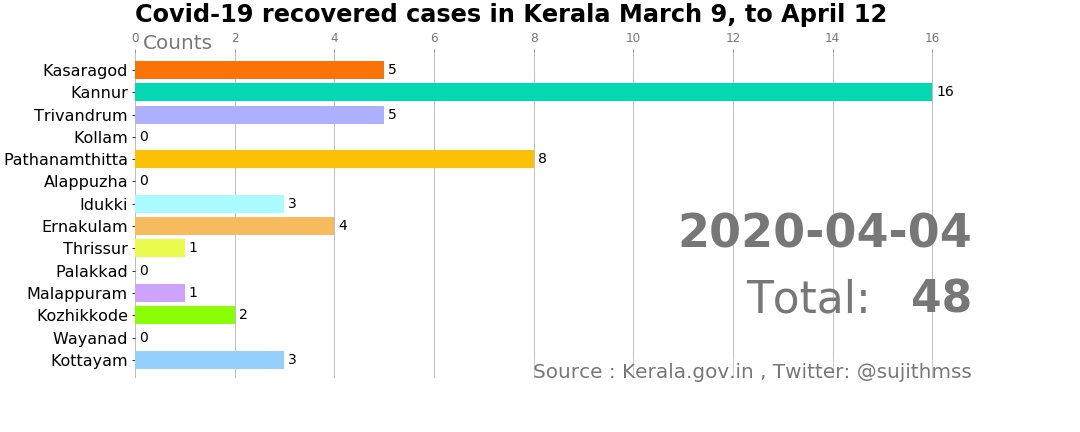 Covid-19 recovered cases in Kerala March 9, to April 12
0 2 4 6 8 10 12 14 16
Counts
Kasaragod 5
Kannur 16
Trivandrum 5
Kollam 0
Pathanamthitta 8
Alappuzha 0
Idukki 3
Ernakulam 4
Thrissur 1
Palakkad 0
Malappuram 1
Kozhikkode 2
Wayanad 0
Kottayam 3
2020-04-04
Total: 48
Source : Kerala.gov.in , Twitter: @sujithmss